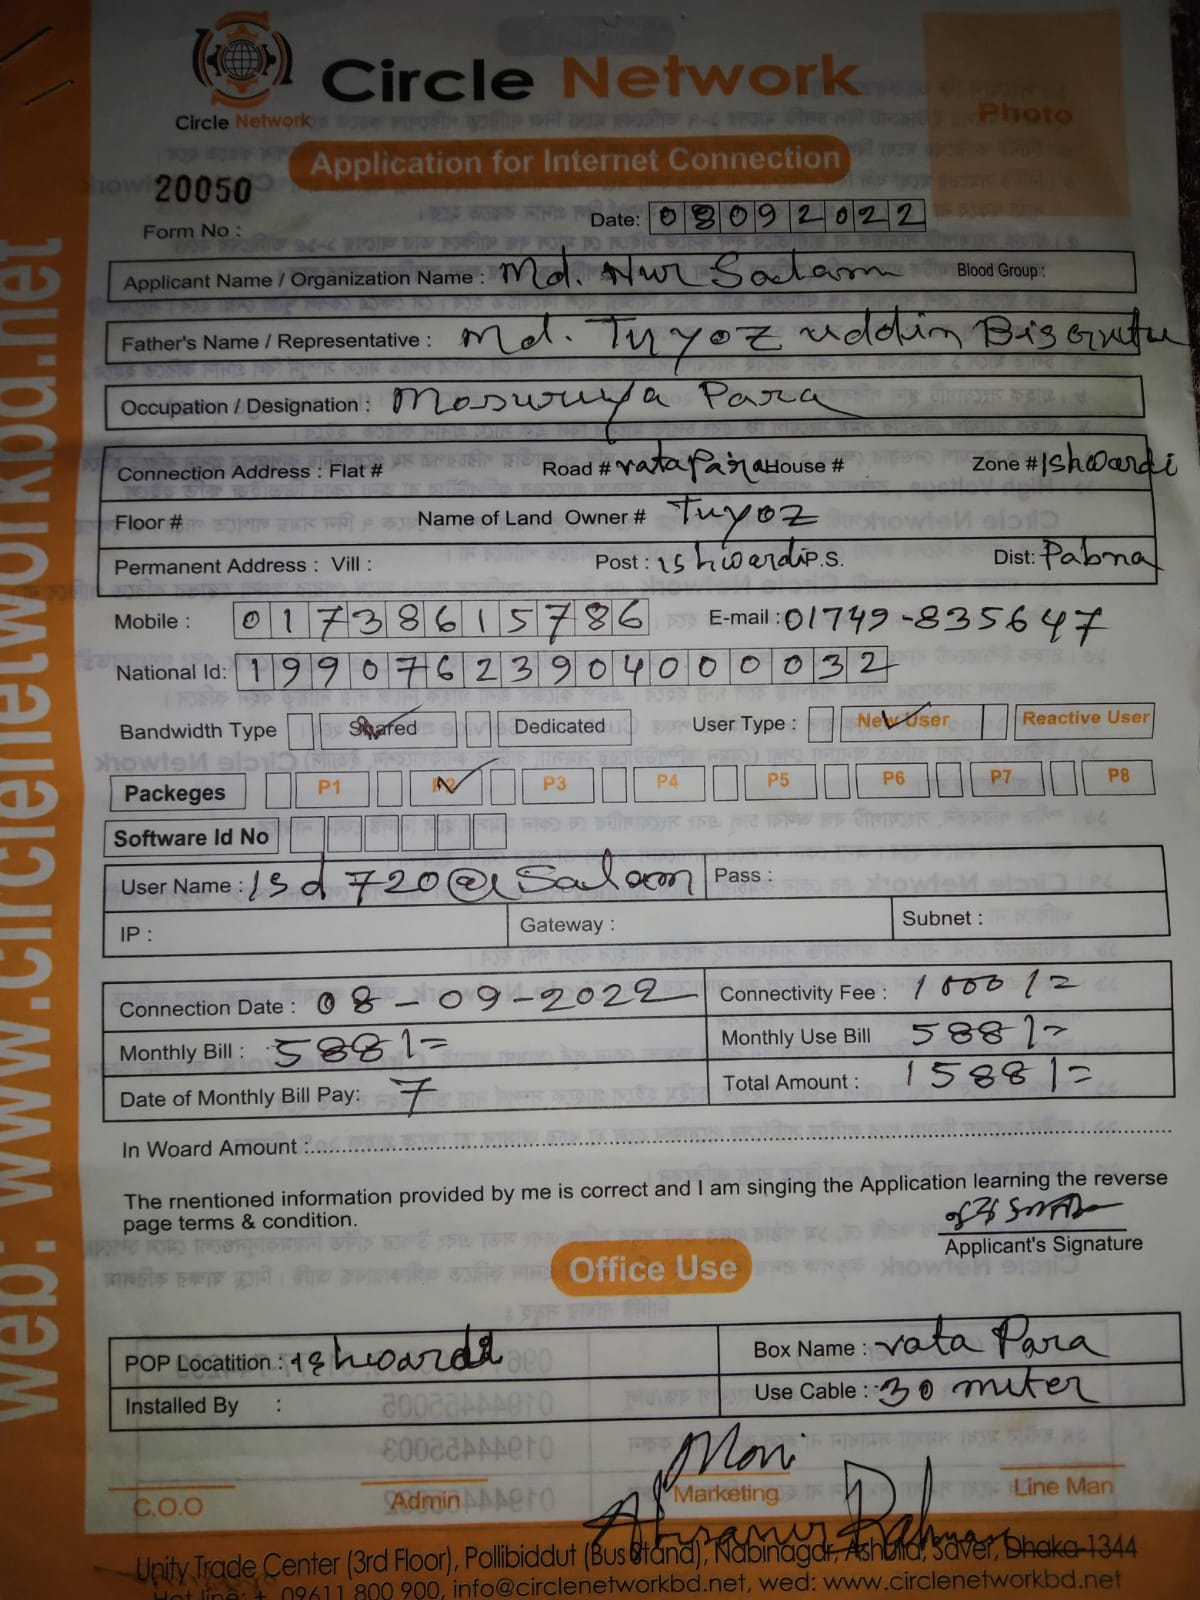 Circle Network
Circle Network
Photo
Application for Internet Connection
20050
Form No :
Date: 08092022
Applicant Name / Organization Name : Md. Nur Salam Blood Group :
Father's Name / Representative : Md. Tuyoz uddin
Occupation / Designation : Mosuruya Para
Connection Address : Flat # Road # vata Para House # Zone # Ishwardi
Floor # Name of Land Owner # Tuyoz
Permanent Address : Vill : Post : ishwardi P.S. Dist: Pabna
Mobile : 01738615786 E-mail : 01749-835647
National Id: 19907623904000032
Bandwidth Type Shared Dedicated User Type : New User Reactive User
Packeges P1 P2 P3 P4 P5 P6 P7 P8
Software Id No
User Name : Isd720@Salam Pass :
IP : Gateway : Subnet :
Connection Date : 08-09-2022 Connectivity Fee : 1000/=
Monthly Bill : 588/= Monthly Use Bill 588/=
Date of Monthly Bill Pay: 7 Total Amount : 1588/=
In Woard Amount :
The rnentioned information provided by me is correct and I am singing the Application learning the reverse
page terms & condition.
Applicant's Signature
Office Use
POP Locatition : ishwardi Box Name : vata Para
Installed By : Use Cable : 30 miter
Moni
C.O.O Admin Marketing Line Man
Rahman
Unity Trade Center (3rd Floor), Pollibiddut (Bus Stand), Nabinagar, Ashulia, Saver, Dhaka-1344
09611 800 900, info@circlenetworkbd.net, wed: www.circlenetworkbd.net
web: www.circlenetworkbd.net